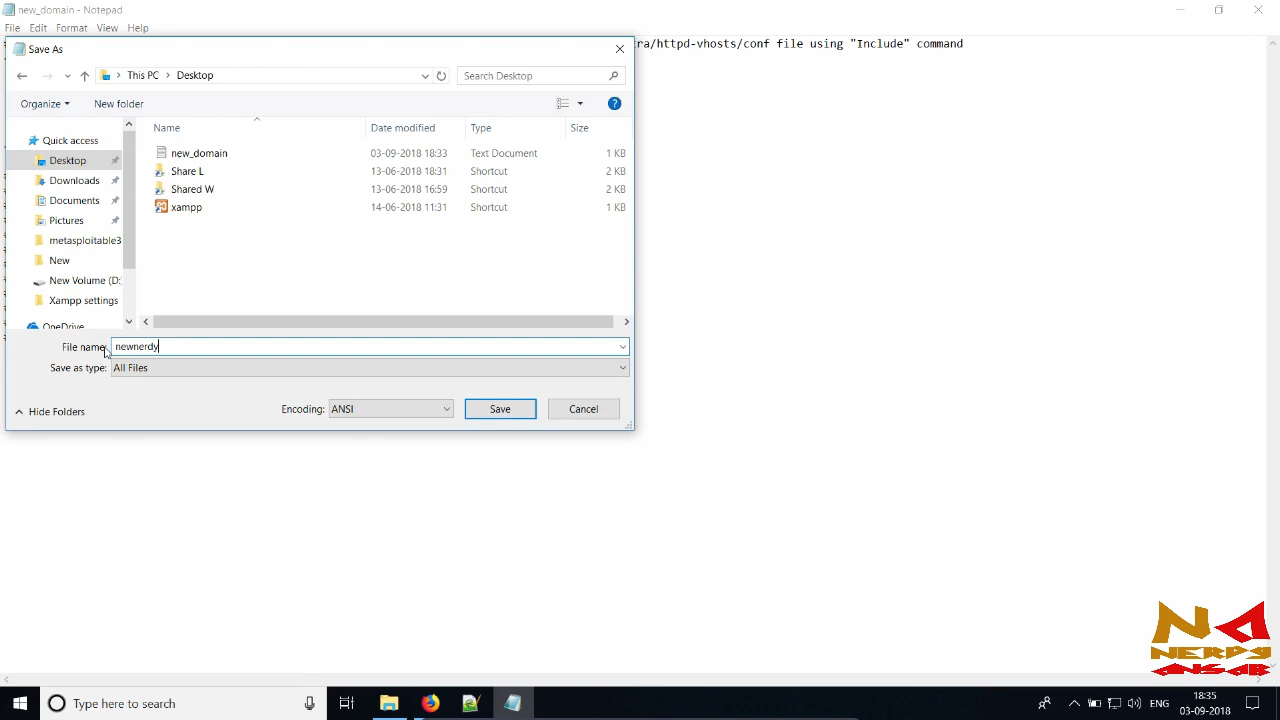 new_domain - Notepad
File Edit Format View Help
ra/httpd-vhosts/conf file using "Include" command
Save As
This PC > Desktop
Search Desktop
Organize
New folder
Name
Date modified
Type
Size
Quick access
Desktop
Downloads
Documents
Pictures
metasploitable3
New
New Volume (D:
Xampp settings
OneDrive
new_domain 03-09-2018 18:33 Text Document 1 KB
Share L 13-06-2018 18:31 Shortcut 2 KB
Shared W 13-06-2018 16:59 Shortcut 2 KB
xampp 14-06-2018 11:31 Shortcut 1 KB
File name: newnerdy
Save as type: All Files
Hide Folders
Encoding: ANSI
Save
Cancel
NA
NERDS
ANSAB
Type here to search
ENG
18:35
03-09-2018